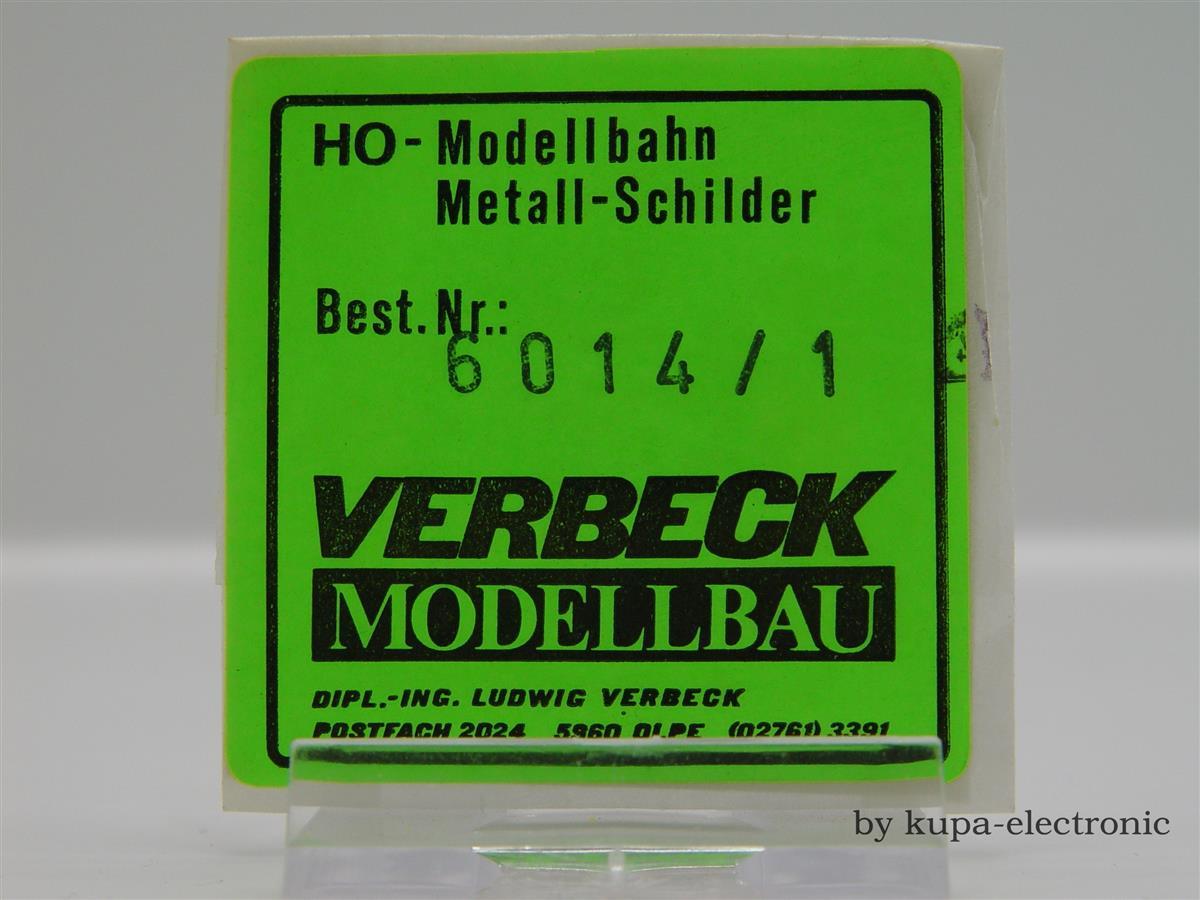 HO-Modellbahn
Metall-Schilder
Best.Nr.:
6014/1
VERBECK
MODELLBAU
DIPL.-ING. LUDWIG VERBECK
POSTFACH 2024 5960 OLPE (02761) 3391
by kupa-electronic